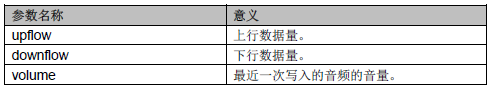 参数名称 意义
upflow 上行数据量。
downflow 下行数据量。
volume 最近一次写入的音频的音量。